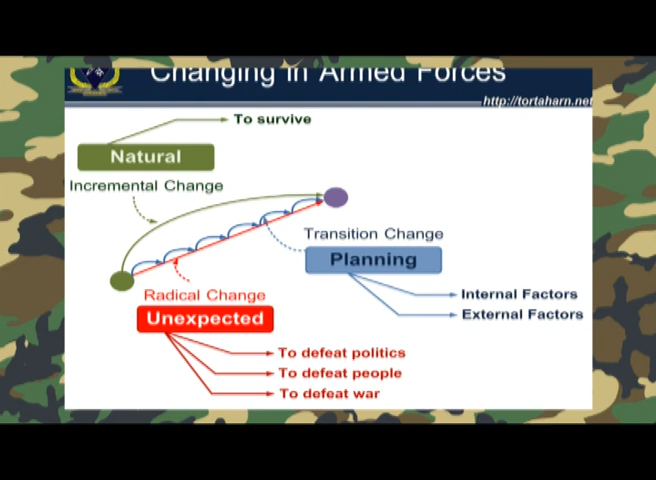 Changing in Armed Forces
http://tortaharn.net
To survive
Natural
Incremental Change
Transition Change
Planning
Internal Factors
External Factors
Radical Change
Unexpected
To defeat politics
To defeat people
To defeat war